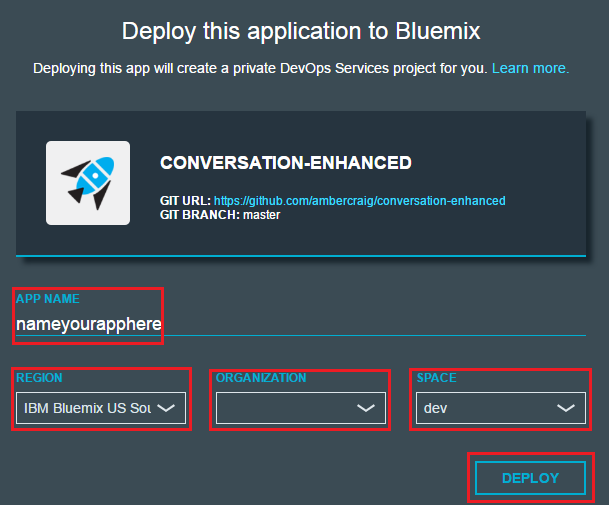 Deploy this application to Bluemix
Deploying this app will create a private DevOps Services project for you. Learn more.
CONVERSATION-ENHANCED
GIT URL: https://github.com/ambercraig/conversation-enhanced
GIT BRANCH: master
APP NAME
nameyourapphere
REGION ORGANIZATION SPACE
IBM Bluemix US Sou dev
DEPLOY